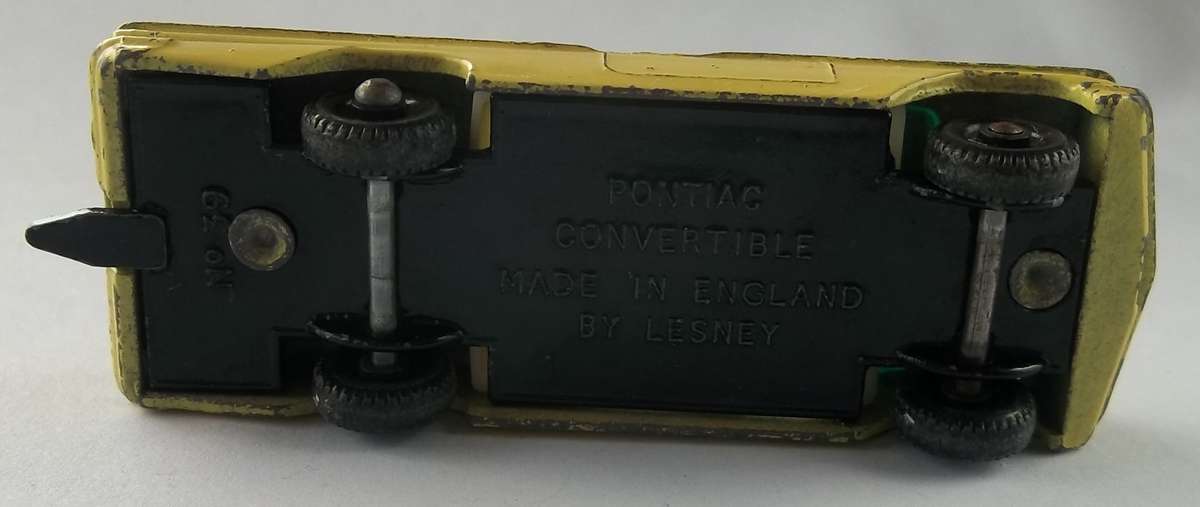 No 39
PONTIAC
CONVERTIBLE
MADE IN ENGLAND
BY LESNEY